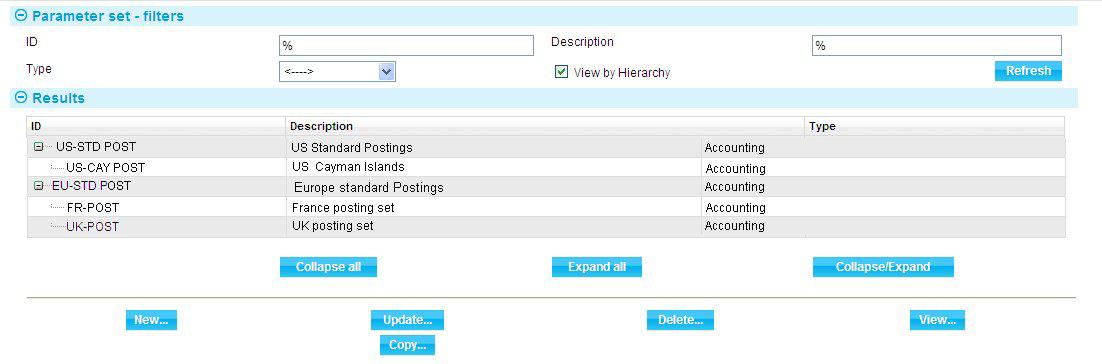 Parameter set - filters
ID % Description %
Type <----> View by Hierarchy Refresh
Results
ID Description Type
US-STD POST US Standard Postings Accounting
US-CAY POST US Cayman Islands Accounting
EU-STD POST Europe standard Postings Accounting
FR-POST France posting set Accounting
UK-POST UK posting set Accounting
Collapse all Expand all Collapse/Expand
New... Update... Delete... View...
Copy...